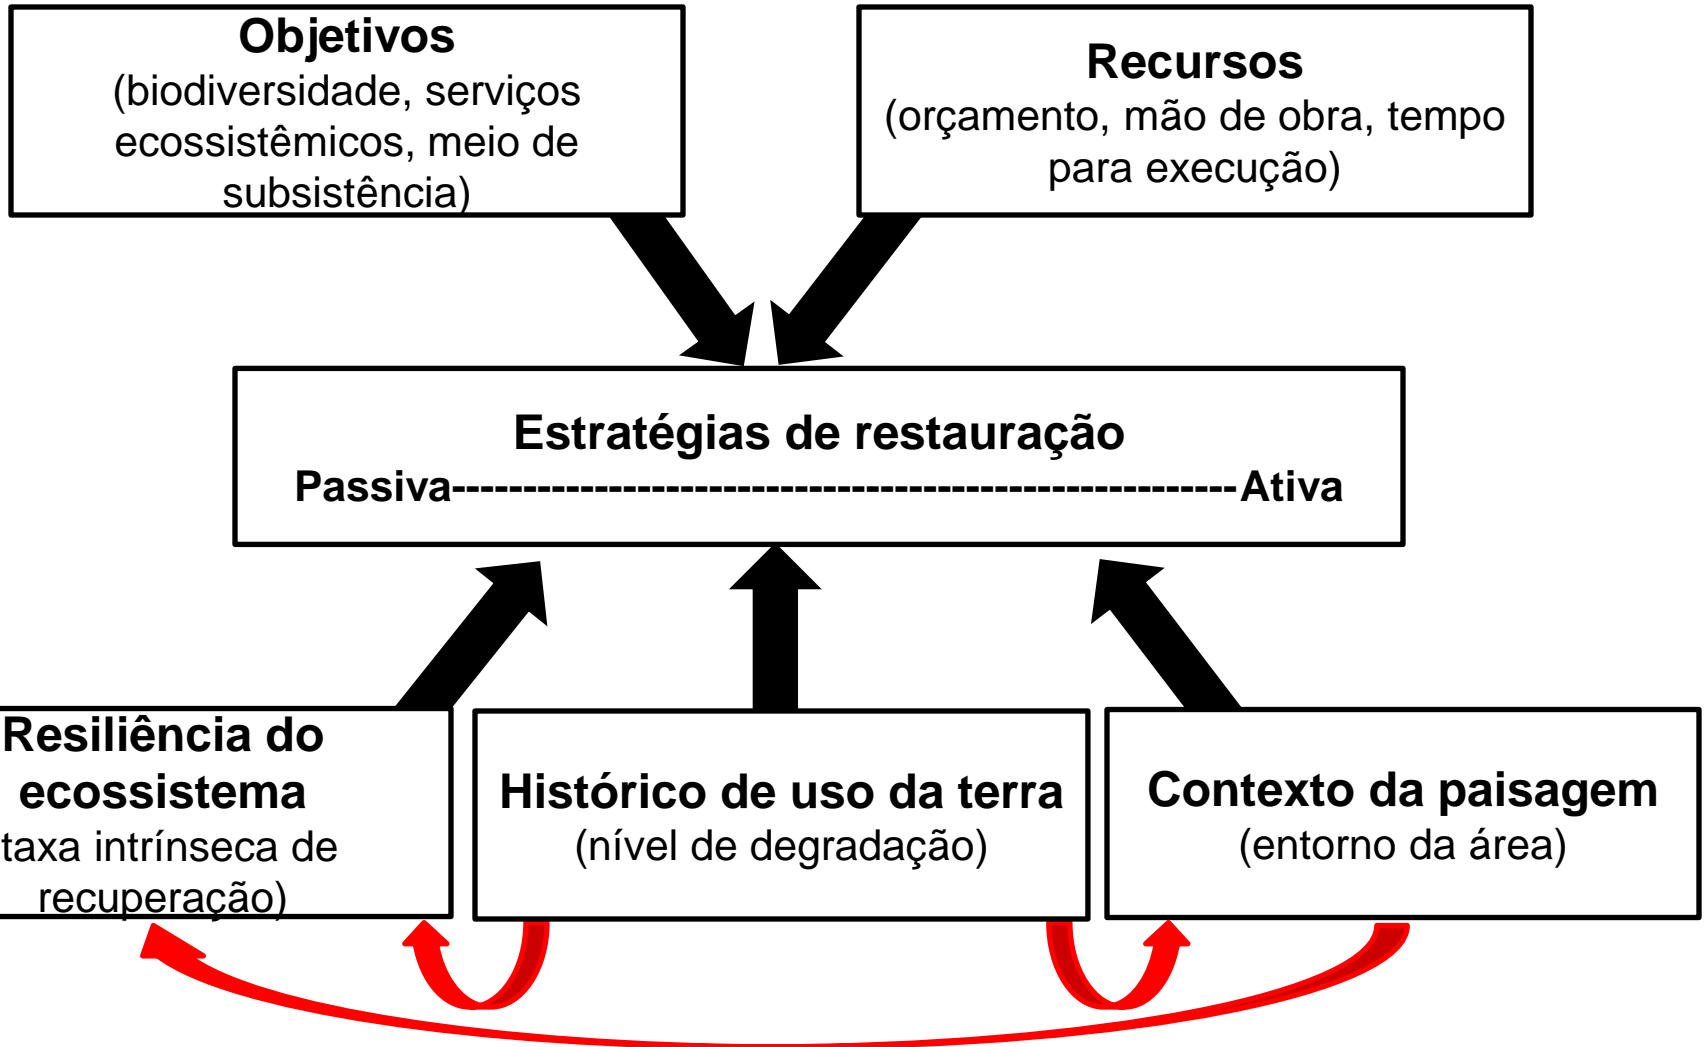 Objetivos
(biodiversidade, serviços
ecossistêmicos, meio de
subsistência)
Recursos
(orçamento, mão de obra, tempo
para execução)
Estratégias de restauração
Passiva-------------------------------------------------------Ativa
Resiliência do
ecossistema
taxa intrínseca de
recuperação)
Histórico de uso da terra
(nível de degradação)
Contexto da paisagem
(entorno da área)